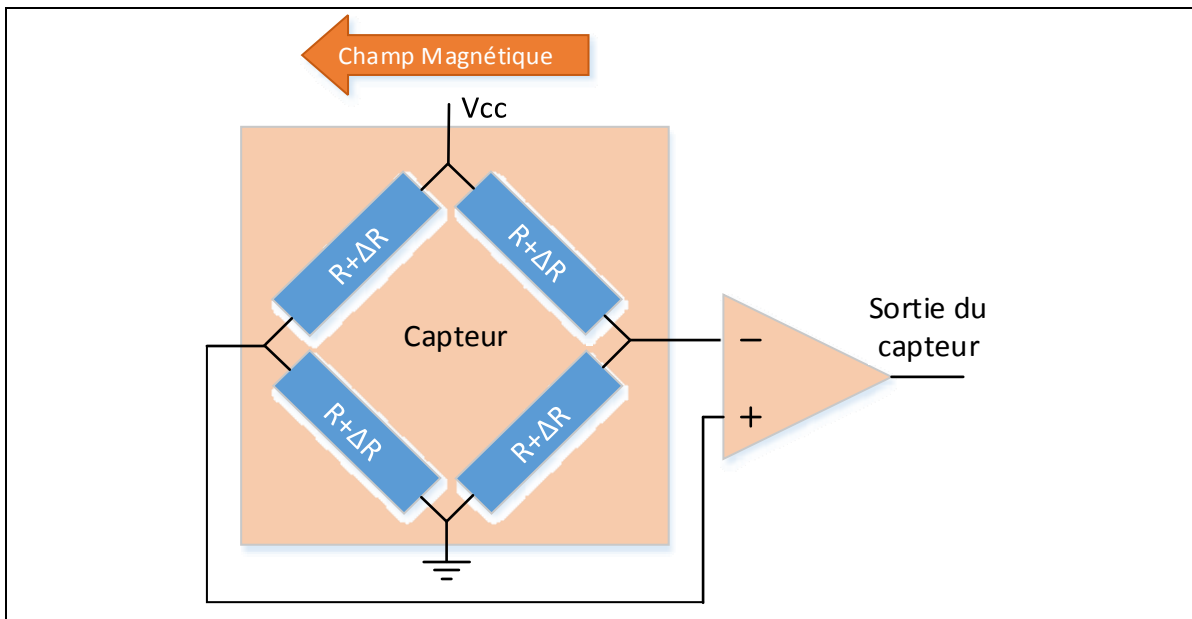 Champ Magnétique
Vcc
R+ΔR
R+ΔR
Capteur
R+ΔR
R+ΔR
−
+
Sortie du
capteur